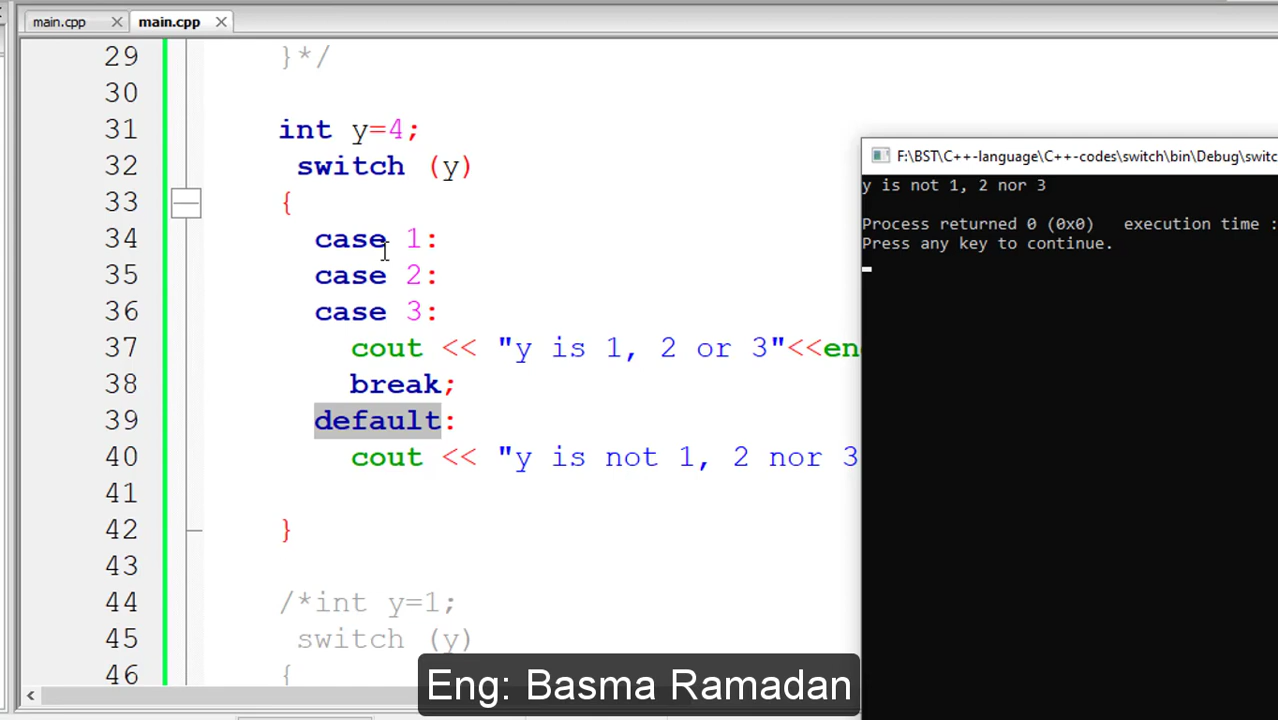 main.cpp
main.cpp
29 }*/
30
31 int y=4;
32 switch (y)
33 {
34 case 1:
35 case 2:
36 case 3:
37 cout << "y is 1, 2 or 3"<<en
38 break;
39 default:
40 cout << "y is not 1, 2 nor 3
41
42 }
43
44 /*int y=1;
45 switch (y)
46 {
F:\BST\C++-language\C++-codes\switch\bin\Debug\switc
y is not 1, 2 nor 3
Process returned 0 (0x0) execution time :
Press any key to continue.
Eng: Basma Ramadan